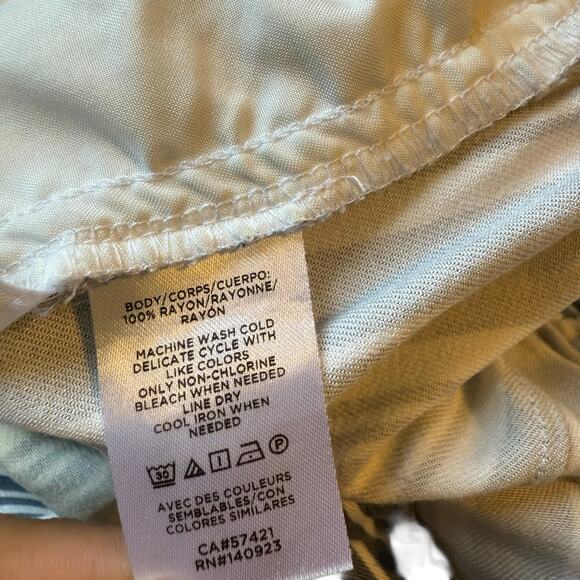 BODY/CORPS/CUERPO:
100% RAYON/RAYONNE/
RAYÓN
MACHINE WASH COLD
DELICATE CYCLE WITH
LIKE COLORS
ONLY NON-CHLORINE
BLEACH WHEN NEEDED
LINE DRY
COOL IRON WHEN
NEEDED
30 P
AVEC DES COULEURS
SEMBLABLES/CON
COLORES SIMILARES
CA#57421
RN#140923